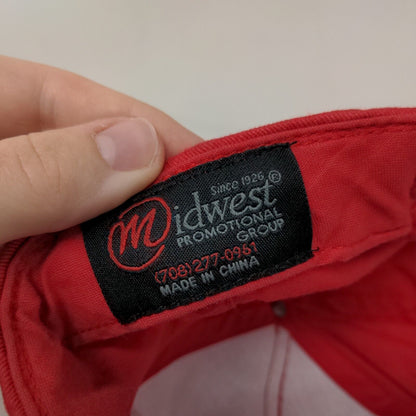 Since 1926
Midwest®
PROMOTIONAL
GROUP
(708)277-0961
MADE IN CHINA